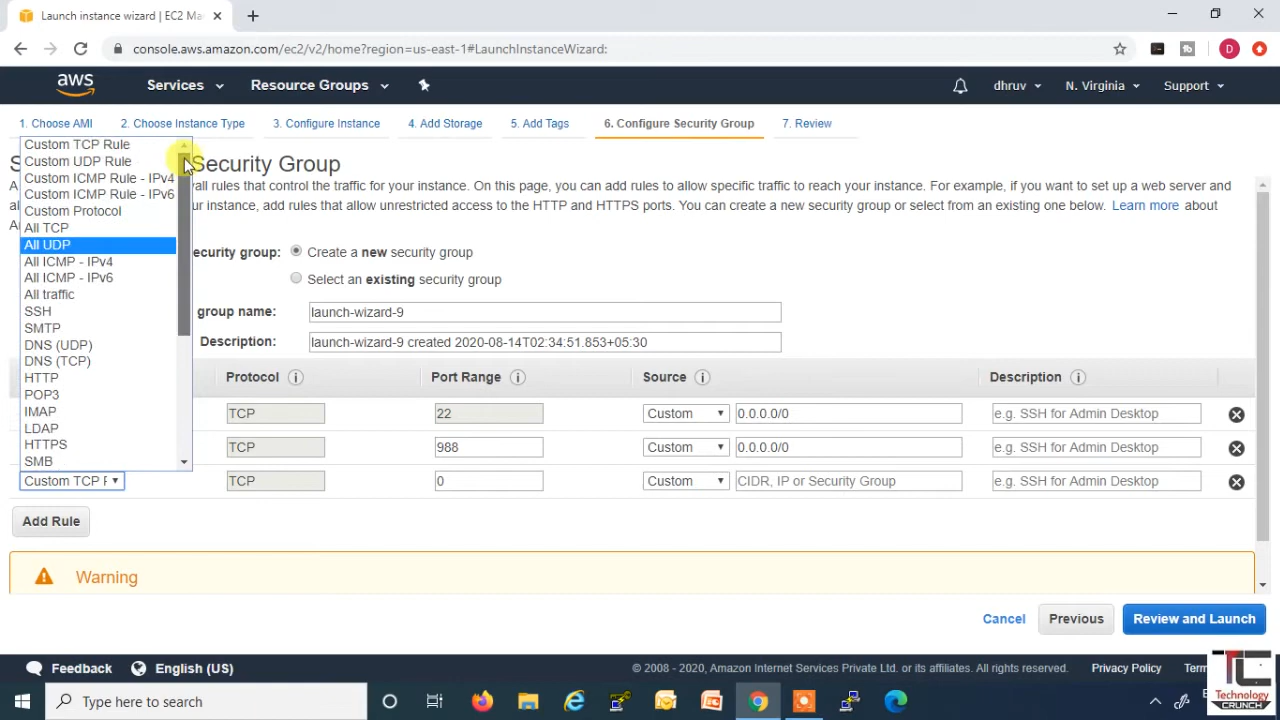 Launch instance wizard | EC2 Ma
console.aws.amazon.com/ec2/v2/home?region=us-east-1#LaunchInstanceWizard:
D
aws
Services
Resource Groups
dhruv
N. Virginia
Support
1. Choose AMI
2. Choose Instance Type
3. Configure Instance
4. Add Storage
5. Add Tags
6. Configure Security Group
7. Review
S
Security Group
A
all rules that control the traffic for your instance. On this page, you can add rules to allow specific traffic to reach your instance. For example, if you want to set up a web server and
al
ur instance, add rules that allow unrestricted access to the HTTP and HTTPS ports. You can create a new security group or select from an existing one below. Learn more about
A
Custom TCP Rule
Custom UDP Rule
Custom ICMP Rule - IPv4
Custom ICMP Rule - IPv6
Custom Protocol
All TCP
All UDP
All ICMP - IPv4
All ICMP - IPv6
All traffic
SSH
SMTP
DNS (UDP)
DNS (TCP)
HTTP
POP3
IMAP
LDAP
HTTPS
SMB
ecurity group:
Create a new security group
Select an existing security group
group name:
launch-wizard-9
Description:
launch-wizard-9 created 2020-08-14T02:34:51.853+05:30
Protocol
Port Range
Source
Description
TCP
22
Custom
0.0.0.0/0
e.g. SSH for Admin Desktop
TCP
988
Custom
0.0.0.0/0
e.g. SSH for Admin Desktop
Custom TCP F
TCP
0
Custom
CIDR, IP or Security Group
e.g. SSH for Admin Desktop
Add Rule
Warning
Cancel
Previous
Review and Launch
Feedback
English (US)
© 2008 - 2020, Amazon Internet Services Private Ltd. or its affiliates. All rights reserved.
Privacy Policy
Term
Type here to search
Technology
CRUNCH